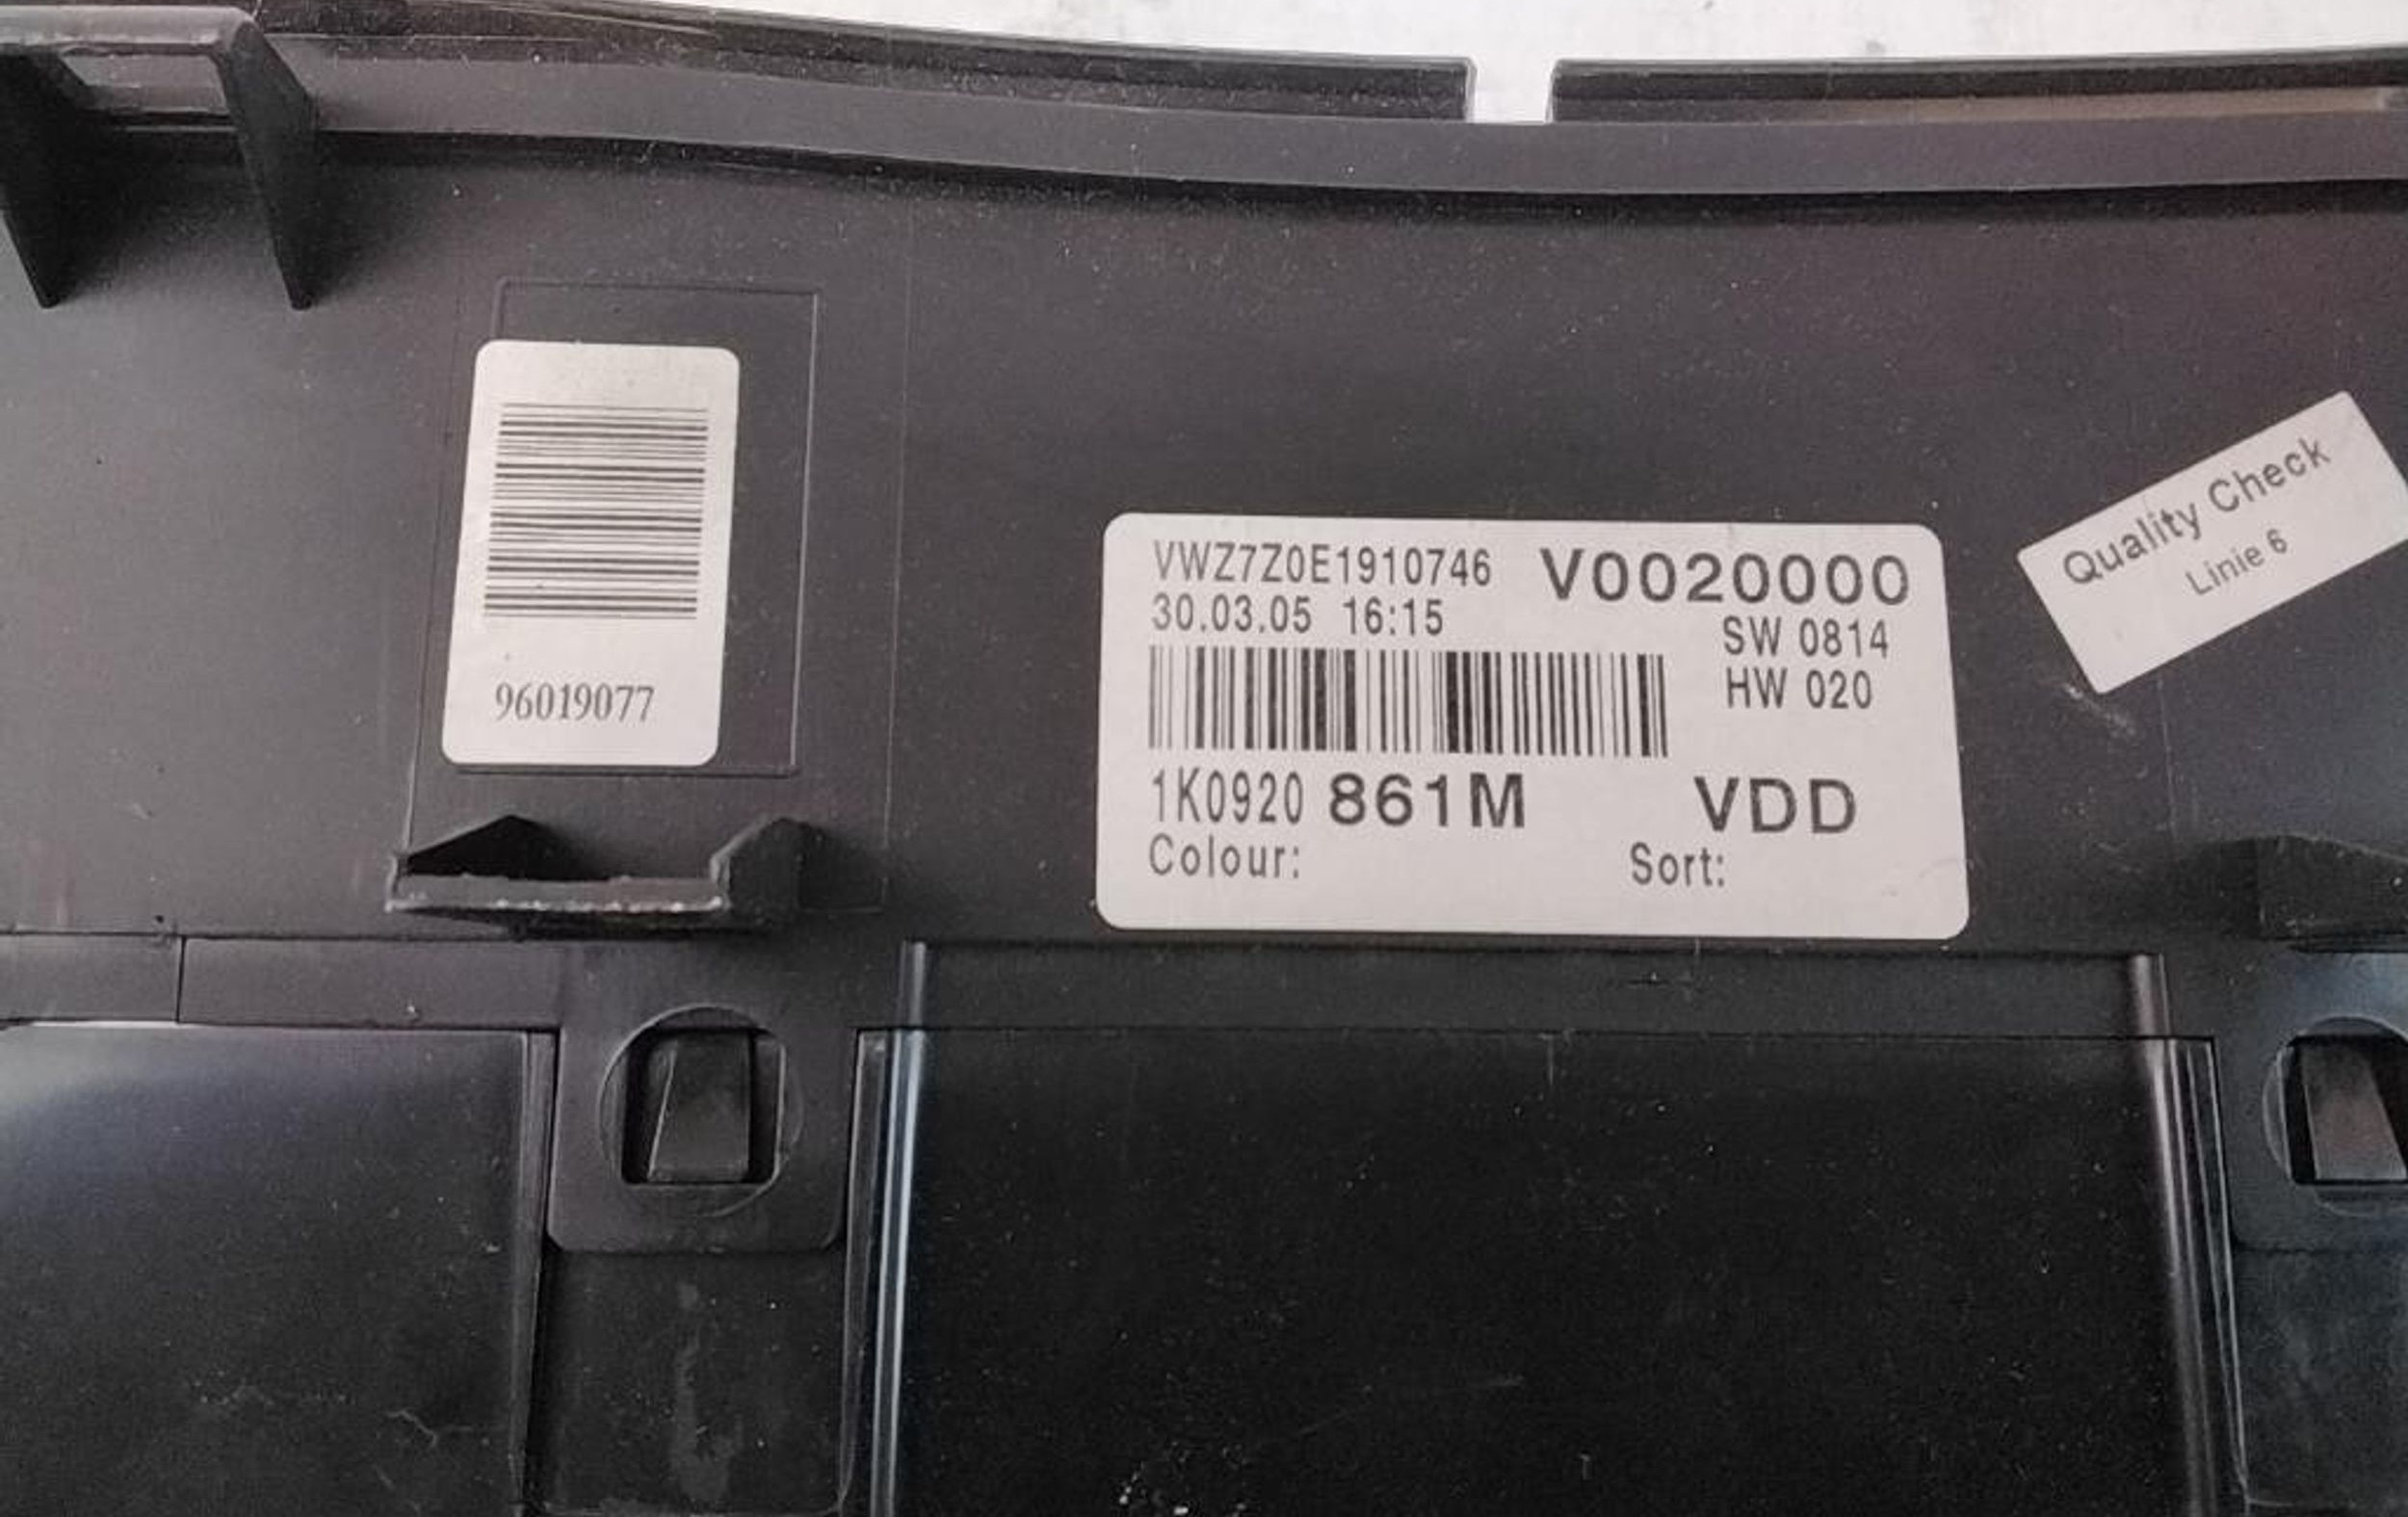 96019077
VWZ7Z0E1910746 V0020000
30.03.05 16:15
SW 0814
HW 020
1K0920 861M VDD
Colour: Sort:
Quality Check
Linie 6